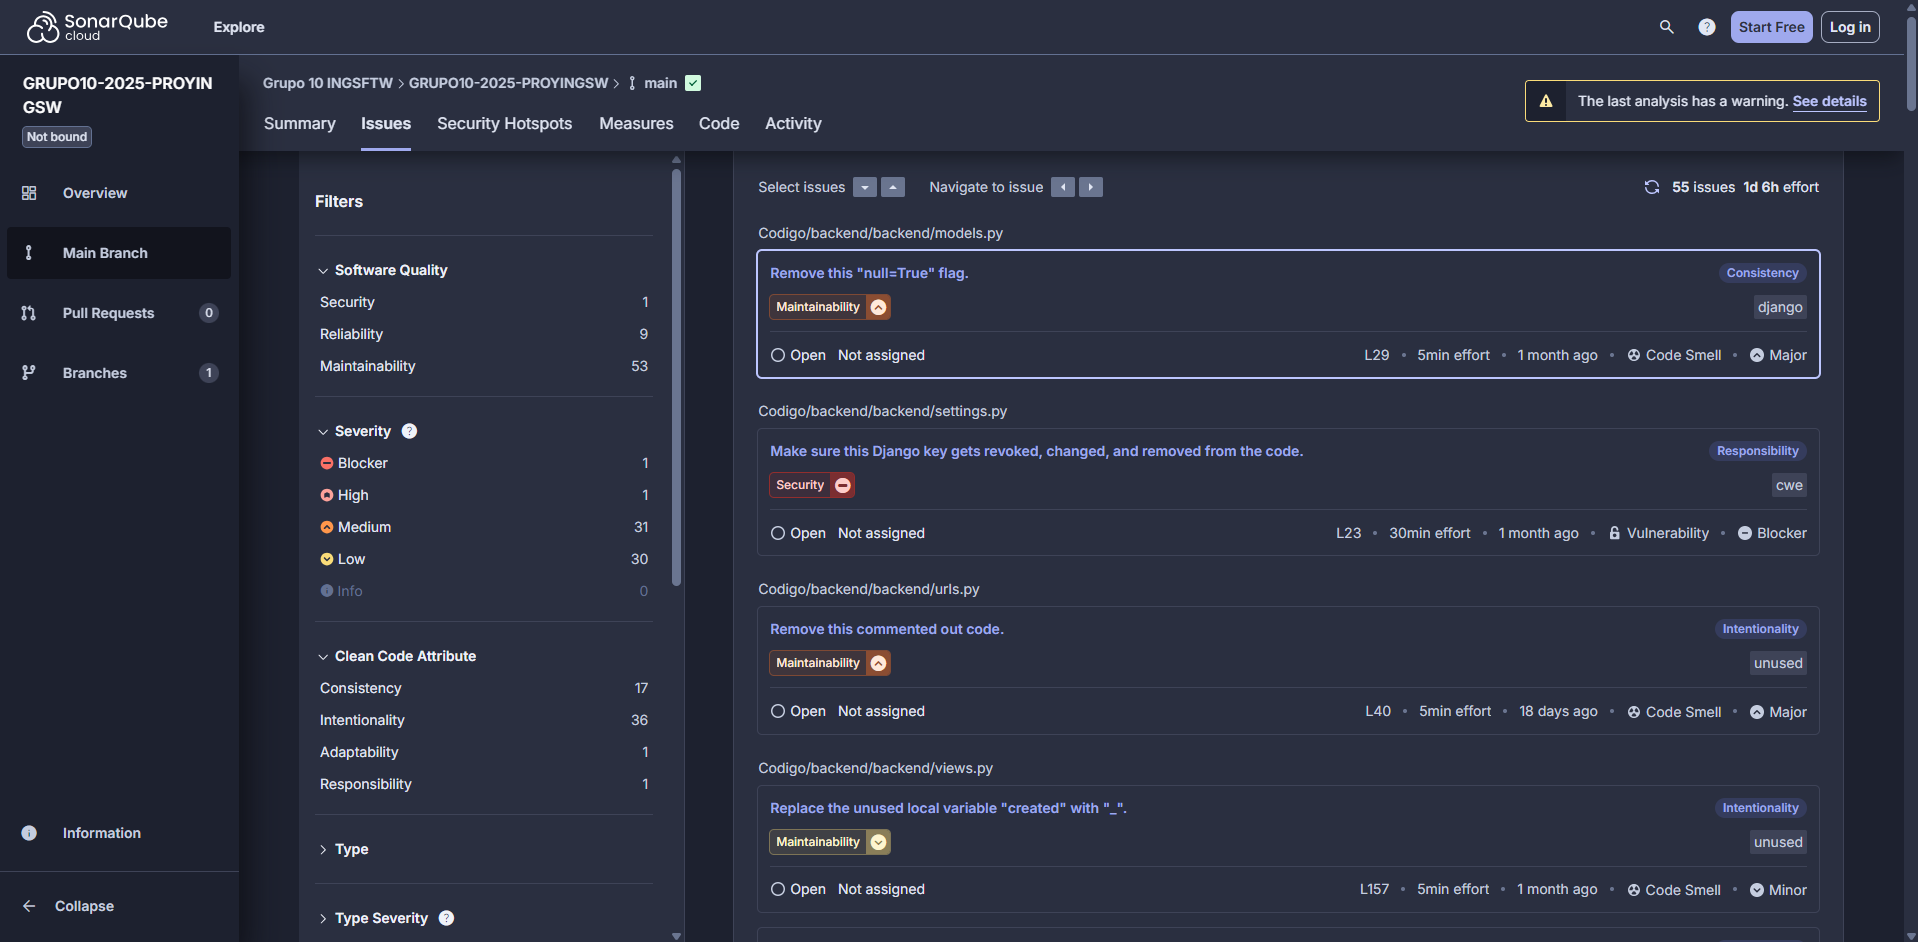 SonarQube
cloud
Explore
?
Start Free
Log in
GRUPO10-2025-PROYIN
GSW
Not bound
Overview
Main Branch
Pull Requests 0
Branches 1
Information
Collapse
Grupo 10 INGSFTW > GRUPO10-2025-PROYINGSW > main
The last analysis has a warning. See details
Summary Issues Security Hotspots Measures Code Activity
Filters
Software Quality
Security 1
Reliability 9
Maintainability 53
Severity ?
Blocker 1
High 1
Medium 31
Low 30
Info 0
Clean Code Attribute
Consistency 17
Intentionality 36
Adaptability 1
Responsibility 1
Type
Type Severity ?
Select issues Navigate to issue 55 issues 1d 6h effort
Codigo/backend/backend/models.py
Remove this "null=True" flag. Consistency
Maintainability django
Open Not assigned L29 • 5min effort • 1 month ago • Code Smell • Major
Codigo/backend/backend/settings.py
Make sure this Django key gets revoked, changed, and removed from the code. Responsibility
Security cwe
Open Not assigned L23 • 30min effort • 1 month ago • Vulnerability • Blocker
Codigo/backend/backend/urls.py
Remove this commented out code. Intentionality
Maintainability unused
Open Not assigned L40 • 5min effort • 18 days ago • Code Smell • Major
Codigo/backend/backend/views.py
Replace the unused local variable "created" with "_". Intentionality
Maintainability unused
Open Not assigned L157 • 5min effort • 1 month ago • Code Smell • Minor